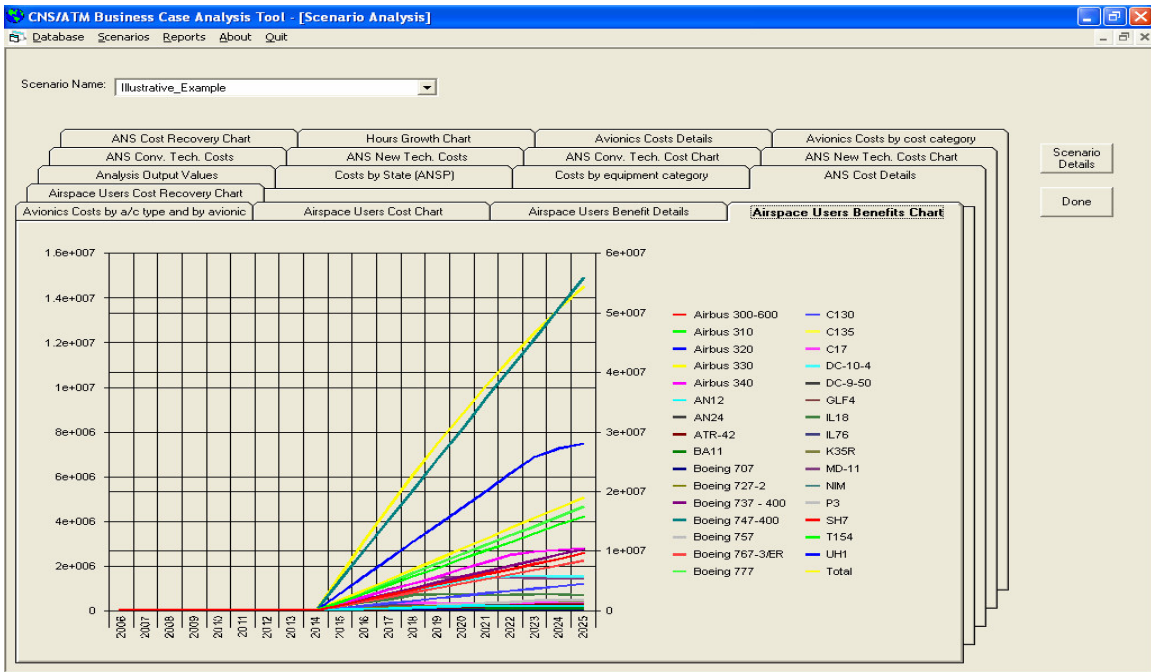 CNS/ATM Business Case Analysis Tool - [Scenario Analysis]
Database Scenarios Reports About Quit
Scenario Name: Illustrative_Example
ANS Cost Recovery Chart Hours Growth Chart Avionics Costs Details Avionics Costs by cost category
ANS Conv. Tech. Costs ANS New Tech. Costs ANS Conv. Tech. Cost Chart ANS New Tech. Costs Chart
Analysis Output Values Costs by State (ANSP) Costs by equipment category ANS Cost Details
Airspace Users Cost Recovery Chart
Avionics Costs by a/c type and by avionic Airspace Users Cost Chart Airspace Users Benefit Details Airspace Users Benefits Chart
Scenario Details
Done
1.6e+007 6e+007
1.4e+007
5e+007
1.2e+007
4e+007
1e+007
8e+006 3e+007
6e+006
2e+007
4e+006
1e+007
2e+006
0 0
2006 2007 2008 2009 2010 2011 2012 2013 2014 2015 2016 2017 2018 2019 2020 2021 2022 2023 2024 2025
Airbus 300-600 C130
Airbus 310 C135
Airbus 320 C17
Airbus 330 DC-10-4
Airbus 340 DC-9-50
AN12 GLF4
AN24 IL18
ATR-42 IL76
BA11 K35R
Boeing 707 MD-11
Boeing 727-2 NIM
Boeing 737 - 400 P3
Boeing 747-400 SH7
Boeing 757 T154
Boeing 767-3/ER UH1
Boeing 777 Total